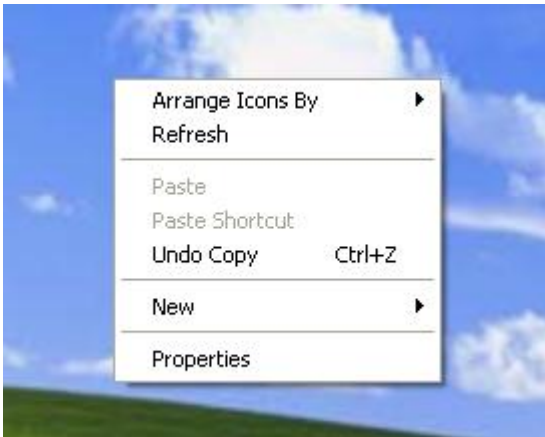 Arrange Icons By
Refresh
Paste
Paste Shortcut
Undo Copy Ctrl+Z
New
Properties